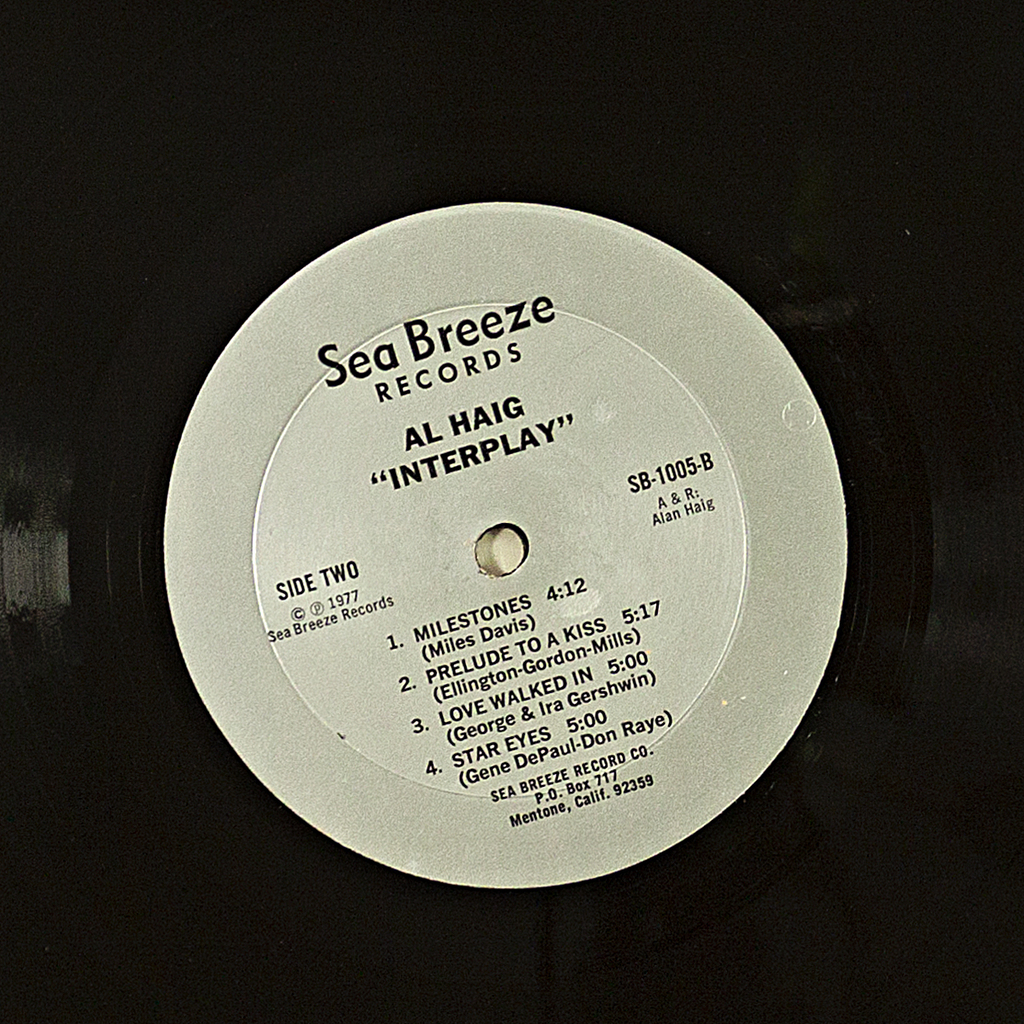 Sea Breeze
RECORDS
AL HAIG
“INTERPLAY”
SB-1005-B
A & R:
Alan Haig
SIDE TWO
© ℗ 1977
Sea Breeze Records
1. MILESTONES 4:12
(Miles Davis)
2. PRELUDE TO A KISS 5:17
(Ellington-Gordon-Mills)
3. LOVE WALKED IN 5:00
(George & Ira Gershwin)
4. STAR EYES 5:00
(Gene DePaul-Don Raye)
SEA BREEZE RECORD CO.
P.O. Box 717
Mentone, Calif. 92359